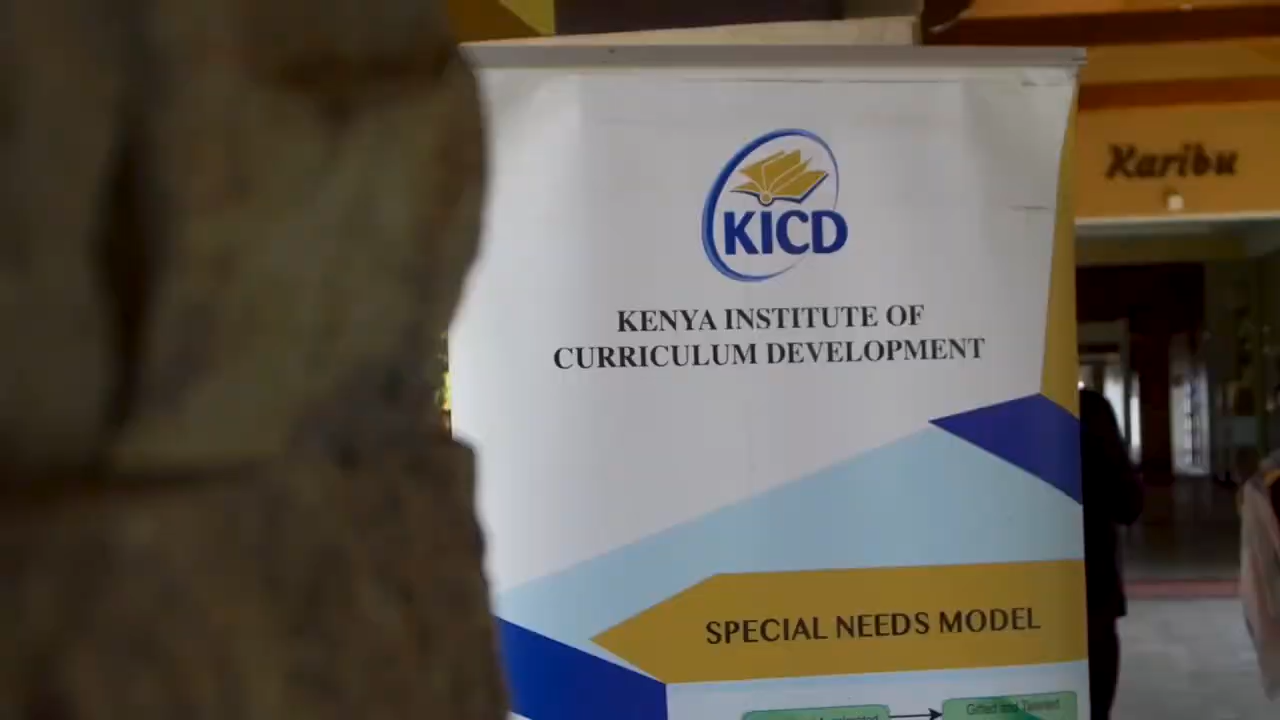 KICD
KENYA INSTITUTE OF
CURRICULUM DEVELOPMENT
SPECIAL NEEDS MODEL
Gifted and Talented
Karibu